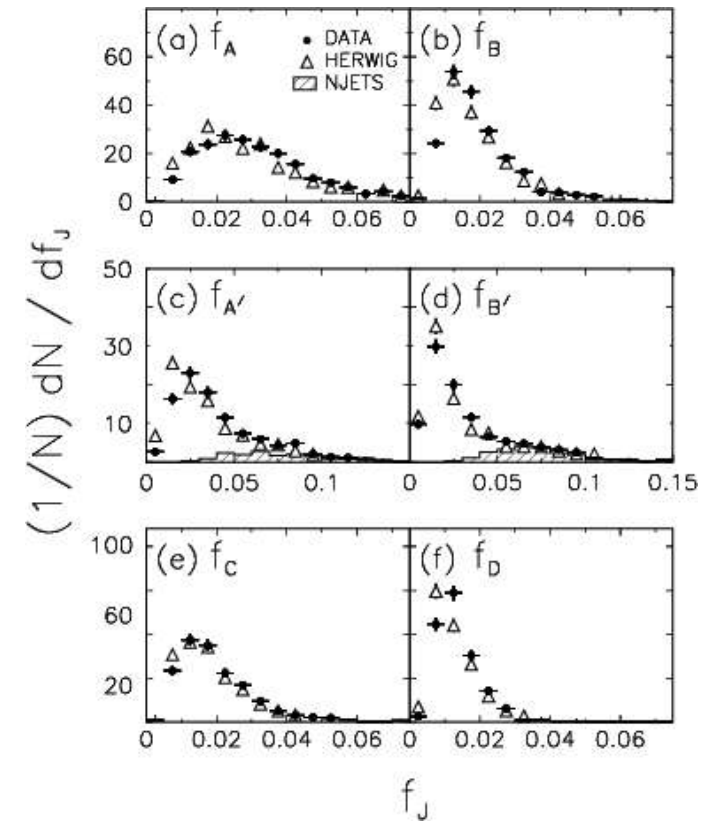 (a) f_A
● DATA
△ HERWIG
NJETS
(b) f_B
60
40
20
0
0 0.02 0.04 0.06
0 0.02 0.04 0.06
(1/N) dN / df_J
(c) f_A′
(d) f_B′
50
30
10
0 0.05 0.1
0 0.05 0.1 0.15
(e) f_C
(f) f_D
100
60
20
0 0.02 0.04 0.06
0 0.02 0.04 0.06
f_J